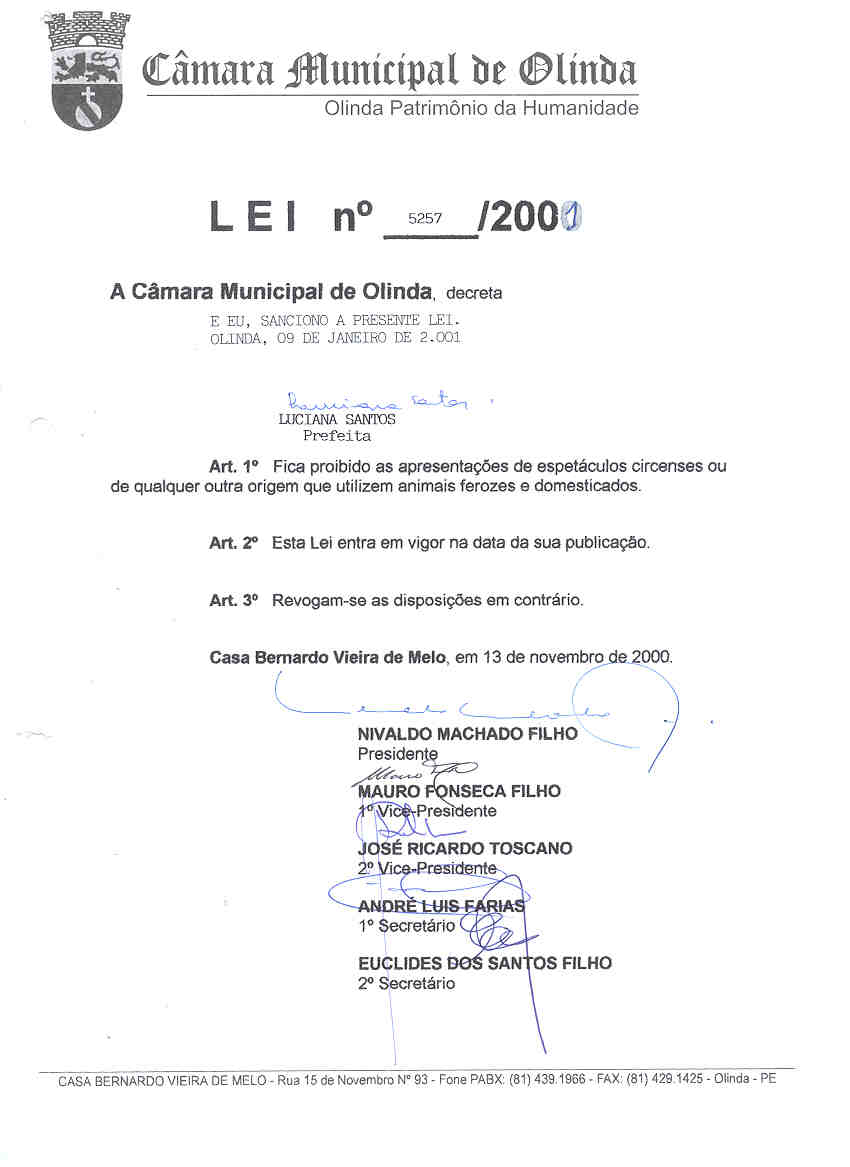 Câmara Municipal de Olinda
Olinda Patrimônio da Humanidade
LEI nº 5257 /2001
A Câmara Municipal de Olinda, decreta
E EU, SANCIONO A PRESENTE LEI.
OLINDA, 09 DE JANEIRO DE 2.001
LUCIANA SANTOS
Prefeita
Art. 1º Fica proibido as apresentações de espetáculos circenses ou
de qualquer outra origem que utilizem animais ferozes e domesticados.
Art. 2º Esta Lei entra em vigor na data da sua publicação.
Art. 3º Revogam-se as disposições em contrário.
Casa Bernardo Vieira de Melo, em 13 de novembro de 2000.
NIVALDO MACHADO FILHO
Presidente
MAURO FONSECA FILHO
1º Vice-Presidente
JOSÉ RICARDO TOSCANO
2º Vice-Presidente
ANDRÉ LUIS FARIAS
1º Secretário
EUCLIDES DOS SANTOS FILHO
2º Secretário
CASA BERNARDO VIEIRA DE MELO - Rua 15 de Novembro Nº 93 - Fone PABX: (81) 439.1966 - FAX: (81) 429.1425 - Olinda - PE